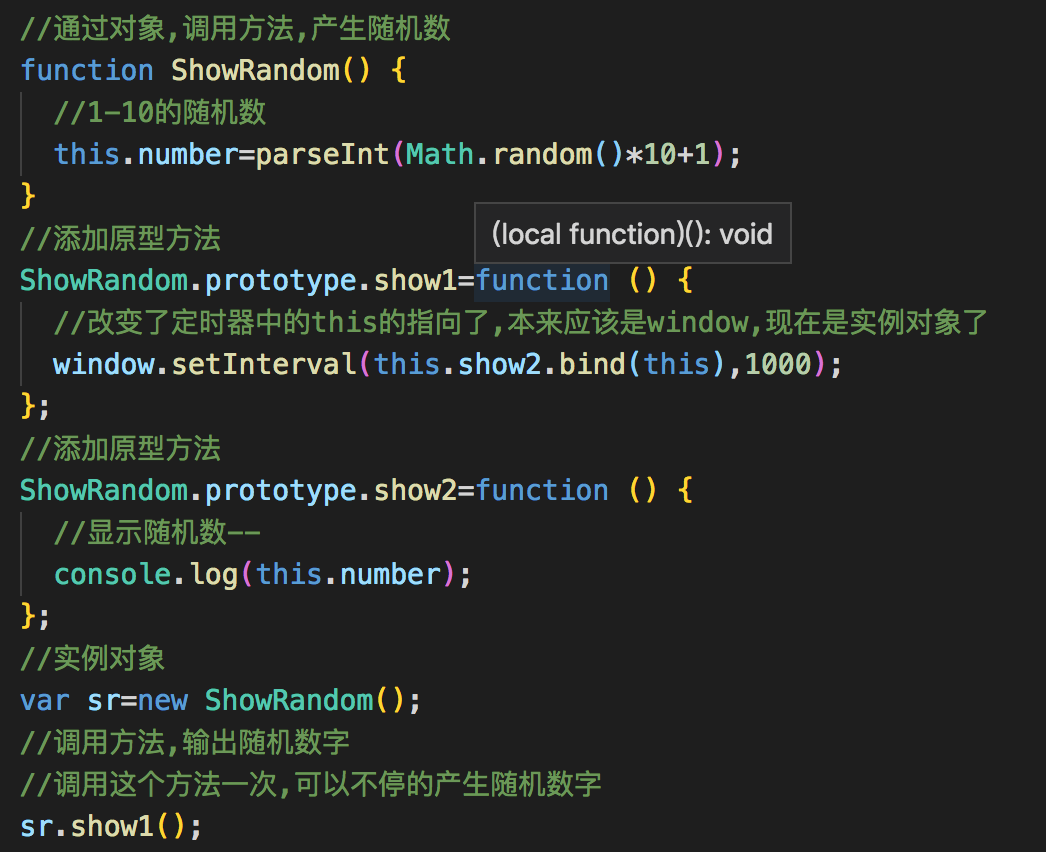 //通过对象,调用方法,产生随机数
function ShowRandom() {
//1-10的随机数
this.number=parseInt(Math.random()*10+1);
}
(local function)(): void
//添加原型方法
ShowRandom.prototype.show1=function () {
//改变了定时器中的this的指向了,本来应该是window,现在是实例对象了
window.setInterval(this.show2.bind(this),1000);
};
//添加原型方法
ShowRandom.prototype.show2=function () {
//显示随机数--
console.log(this.number);
};
//实例对象
var sr=new ShowRandom();
//调用方法,输出随机数字
//调用这个方法一次,可以不停的产生随机数字
sr.show1();